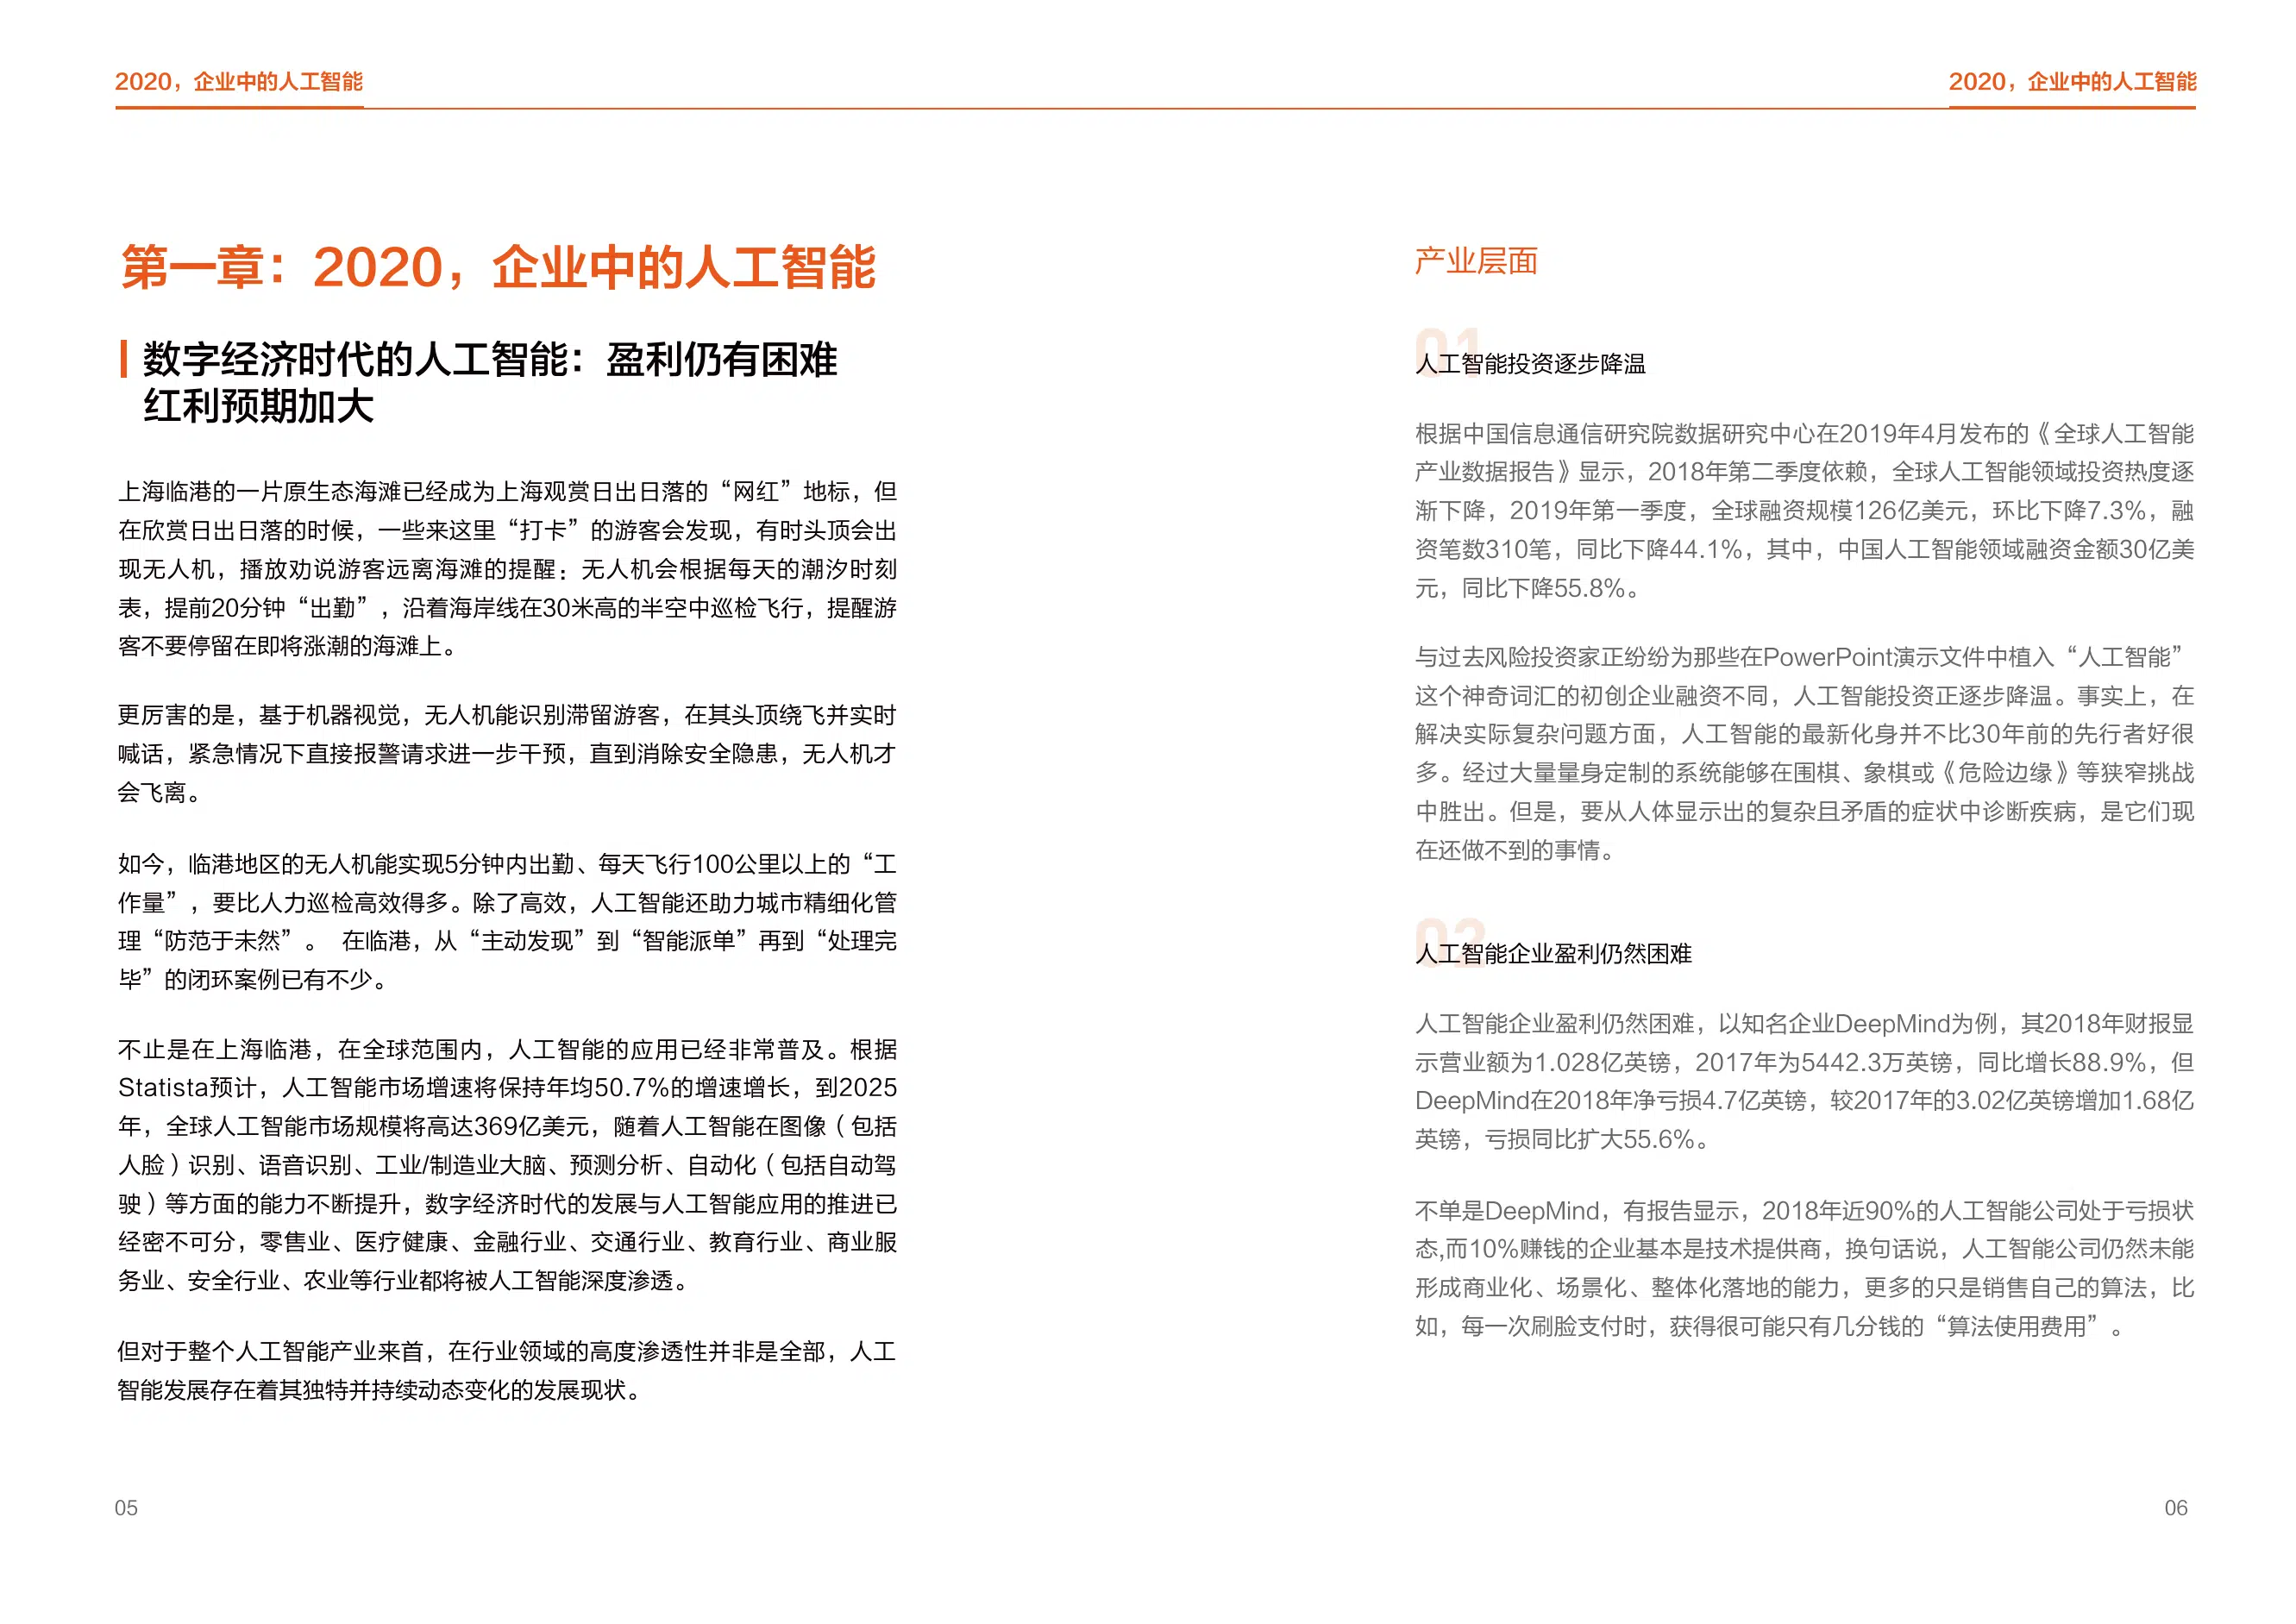 2020，企业中的人工智能
2020，企业中的人工智能
第一章：2020，企业中的人工智能
数字经济时代的人工智能：盈利仍有困难
红利预期加大
上海临港的一片原生态海滩已经成为上海观赏日出日落的“网红”地标，但
在欣赏日出日落的时候，一些来这里“打卡”的游客会发现，有时头顶会出
现无人机，播放劝说游客远离海滩的提醒：无人机会根据每天的潮汐时刻
表，提前20分钟“出勤”，沿着海岸线在30米高的半空中巡检飞行，提醒游
客不要停留在即将涨潮的海滩上。
更厉害的是，基于机器视觉，无人机能识别滞留游客，在其头顶绕飞并实时
喊话，紧急情况下直接报警请求进一步干预，直到消除安全隐患，无人机才
会飞离。
如今，临港地区的无人机能实现5分钟内出勤、每天飞行100公里以上的“工
作量”，要比人力巡检高效得多。除了高效，人工智能还助力城市精细化管
理“防范于未然”。 在临港，从“主动发现”到“智能派单”再到“处理完
毕”的闭环案例已有不少。
不止是在上海临港，在全球范围内，人工智能的应用已经非常普及。根据
Statista预计，人工智能市场增速将保持年均50.7%的增速增长，到2025
年，全球人工智能市场规模将高达369亿美元，随着人工智能在图像（包括
人脸）识别、语音识别、工业/制造业大脑、预测分析、自动化（包括自动驾
驶）等方面的能力不断提升，数字经济时代的发展与人工智能应用的推进已
经密不可分，零售业、医疗健康、金融行业、交通行业、教育行业、商业服
务业、安全行业、农业等行业都将被人工智能深度渗透。
但对于整个人工智能产业来首，在行业领域的高度渗透性并非是全部，人工
智能发展存在着其独特并持续动态变化的发展现状。
05
产业层面
01
人工智能投资逐步降温
根据中国信息通信研究院数据研究中心在2019年4月发布的《全球人工智能
产业数据报告》显示，2018年第二季度依赖，全球人工智能领域投资热度逐
渐下降，2019年第一季度，全球融资规模126亿美元，环比下降7.3%，融
资笔数310笔，同比下降44.1%，其中，中国人工智能领域融资金额30亿美
元，同比下降55.8%。
与过去风险投资家正纷纷为那些在PowerPoint演示文件中植入“人工智能”
这个神奇词汇的初创企业融资不同，人工智能投资正逐步降温。事实上，在
解决实际复杂问题方面，人工智能的最新化身并不比30年前的先行者好很
多。经过大量量身定制的系统能够在围棋、象棋或《危险边缘》等狭窄挑战
中胜出。但是，要从人体显示出的复杂且矛盾的症状中诊断疾病，是它们现
在还做不到的事情。
02
人工智能企业盈利仍然困难
人工智能企业盈利仍然困难，以知名企业DeepMind为例，其2018年财报显
示营业额为1.028亿英镑，2017年为5442.3万英镑，同比增长88.9%，但
DeepMind在2018年净亏损4.7亿英镑，较2017年的3.02亿英镑增加1.68亿
英镑，亏损同比扩大55.6%。
不单是DeepMind，有报告显示，2018年近90%的人工智能公司处于亏损状
态,而10%赚钱的企业基本是技术提供商，换句话说，人工智能公司仍然未能
形成商业化、场景化、整体化落地的能力，更多的只是销售自己的算法，比
如，每一次刷脸支付时，获得很可能只有几分钱的“算法使用费用”。
06